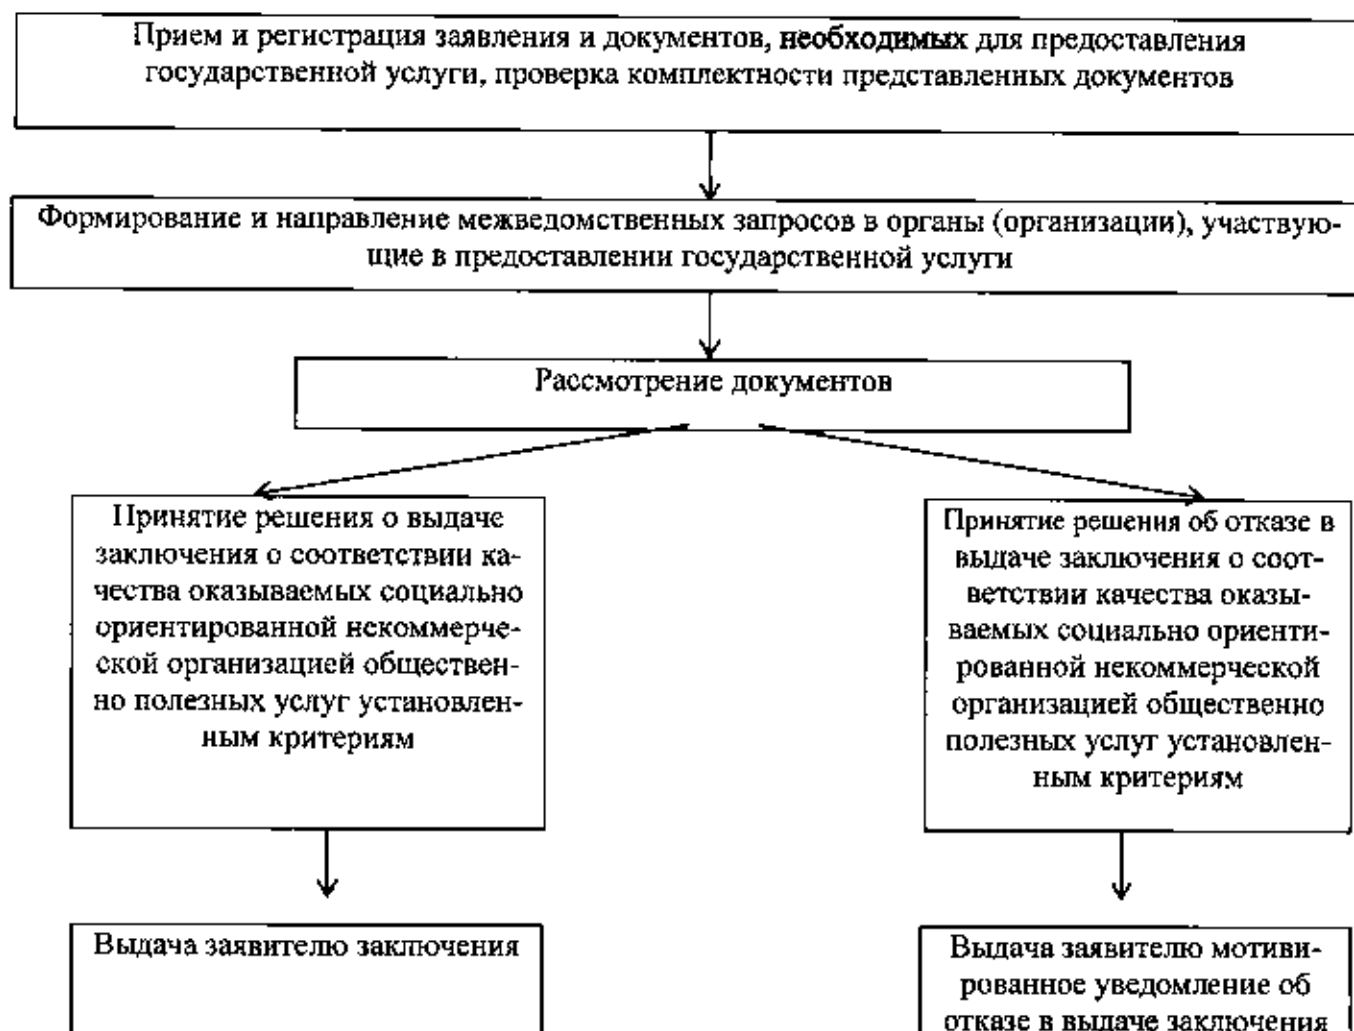 Прием и регистрация заявления и документов, необходимых для предоставления
государственной услуги, проверка комплектности представленных документов
Формирование и направление межведомственных запросов в органы (организации), участвую-
щие в предоставлении государственной услуги
Рассмотрение документов
Принятие решения о выдаче
заключения о соответствии ка-
чества оказываемых социально
ориентированной некоммерче-
ской организацией обществен-
но полезных услуг установлен-
ным критериям
Принятие решения об отказе в
выдаче заключения о соот-
ветствии качества оказы-
ваемых социально ориенти-
рованной некоммерческой
организацией общественно
полезных услуг установлен-
ным критериям
Выдача заявителю заключения
Выдача заявителю мотиви-
рованное уведомление об
отказе в выдаче заключения